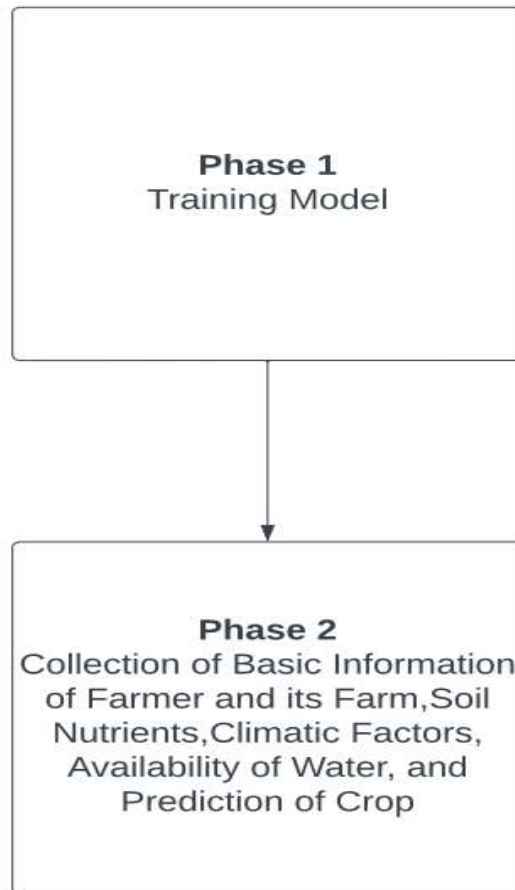 Phase 1
Training Model
Phase 2
Collection of Basic Information
of Farmer and its Farm,Soil
Nutrients,Climatic Factors,
Availability of Water, and
Prediction of Crop